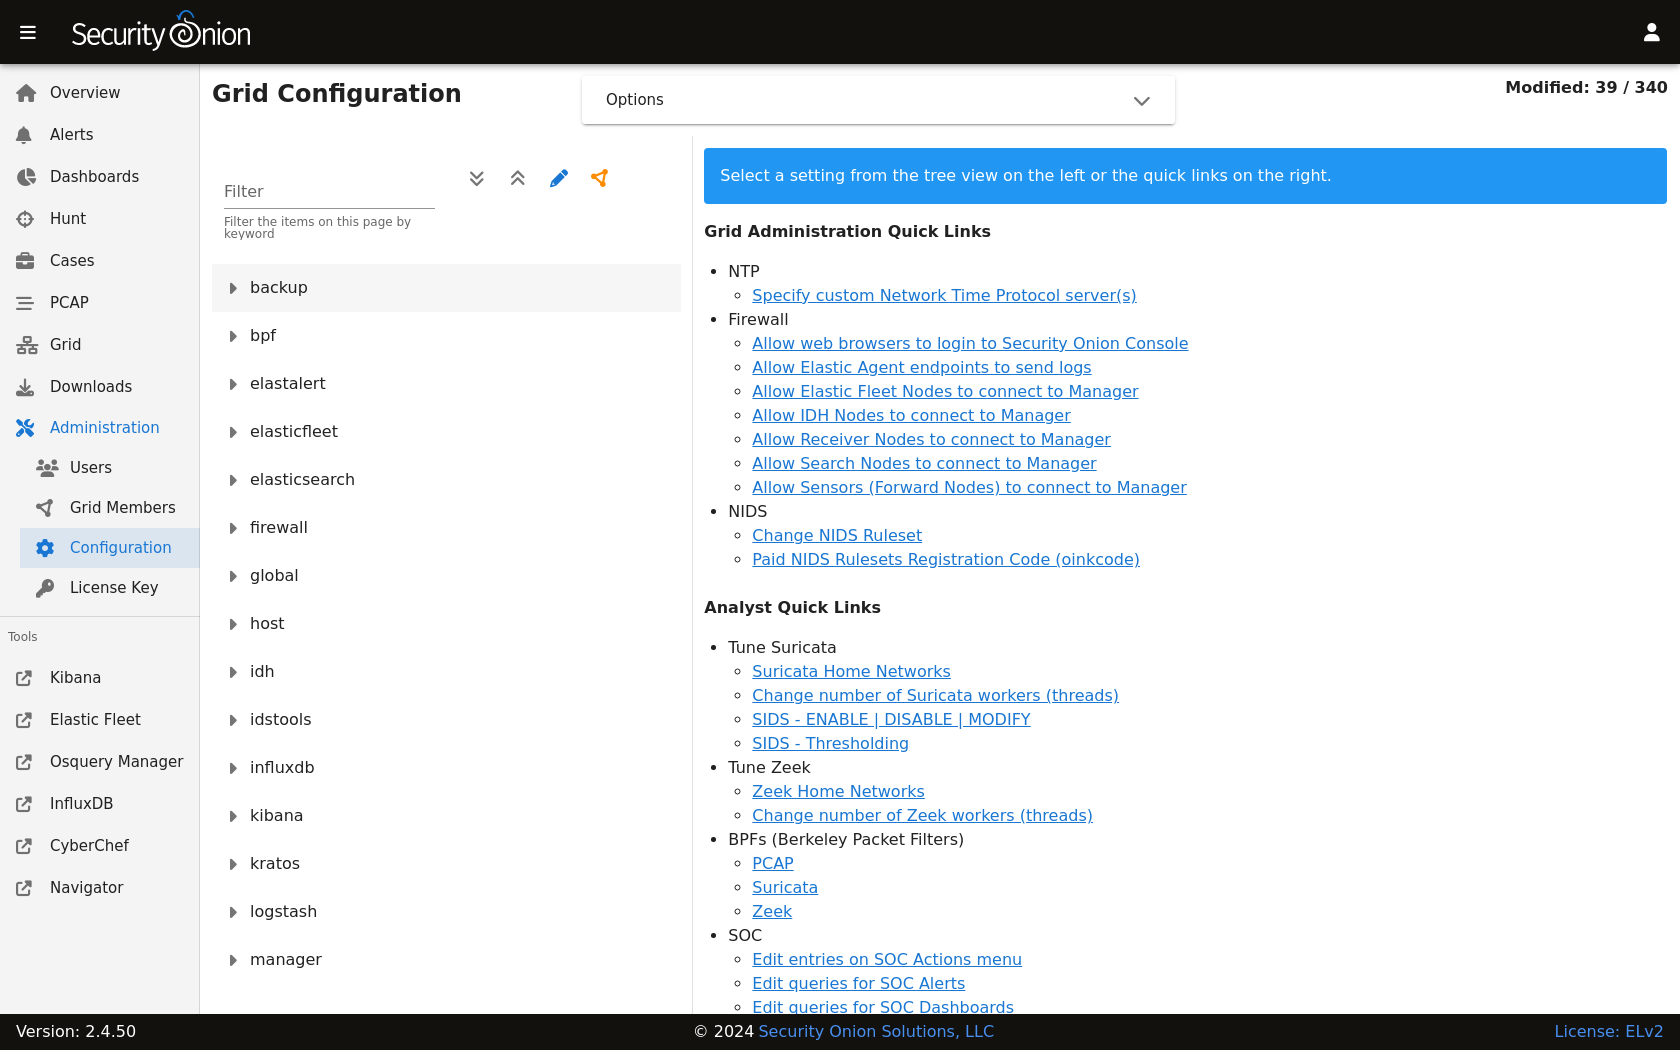 Security Onion
Overview
Alerts
Dashboards
Hunt
Cases
PCAP
Grid
Downloads
Administration
Users
Grid Members
Configuration
License Key
Tools
Kibana
Elastic Fleet
Osquery Manager
InfluxDB
CyberChef
Navigator
Grid Configuration
Options
Modified: 39 / 340
Filter
Filter the items on this page by
keyword
backup
bpf
elastalert
elasticfleet
elasticsearch
firewall
global
host
idh
idstools
influxdb
kibana
kratos
logstash
manager
Select a setting from the tree view on the left or the quick links on the right.
Grid Administration Quick Links
NTP
Specify custom Network Time Protocol server(s)
Firewall
Allow web browsers to login to Security Onion Console
Allow Elastic Agent endpoints to send logs
Allow Elastic Fleet Nodes to connect to Manager
Allow IDH Nodes to connect to Manager
Allow Receiver Nodes to connect to Manager
Allow Search Nodes to connect to Manager
Allow Sensors (Forward Nodes) to connect to Manager
NIDS
Change NIDS Ruleset
Paid NIDS Rulesets Registration Code (oinkcode)
Analyst Quick Links
Tune Suricata
Suricata Home Networks
Change number of Suricata workers (threads)
SIDS - ENABLE | DISABLE | MODIFY
SIDS - Thresholding
Tune Zeek
Zeek Home Networks
Change number of Zeek workers (threads)
BPFs (Berkeley Packet Filters)
PCAP
Suricata
Zeek
SOC
Edit entries on SOC Actions menu
Edit queries for SOC Alerts
Edit queries for SOC Dashboards
Version: 2.4.50
© 2024 Security Onion Solutions, LLC
License: ELv2